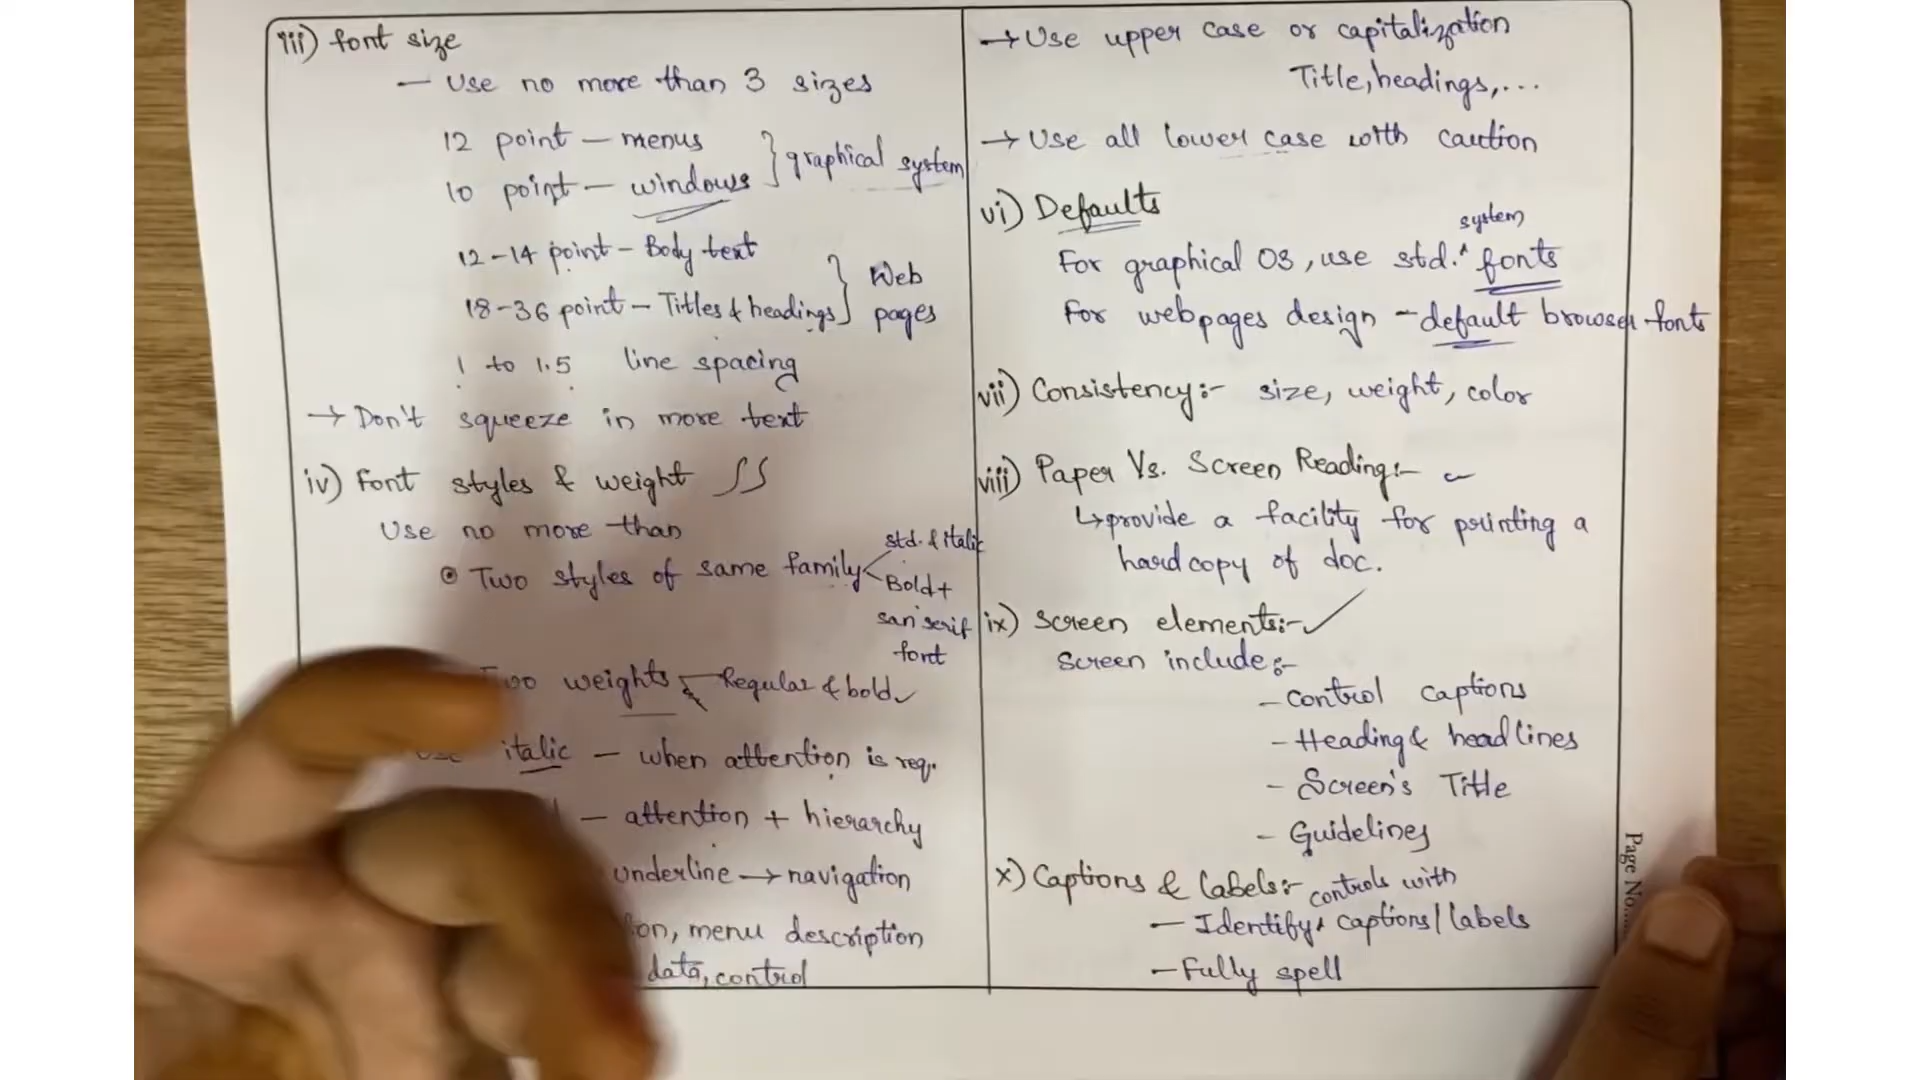 iii) font size
— Use no more than 3 sizes
12 point — menus
10 point — windows
} graphical system
12-14 point - Body text
18-36 point - Titles & headings
} Web pages
1 to 1.5 line spacing
→ Don't squeeze in more text
iv) Font styles & weight
Use no more than
Two styles of same family
std. & italic
Bold +
san serif
font
Two weights Regular & bold
italic — when attention is req.
— attention + hierarchy
underline → navigation
menu description
data, control
→ Use upper case or capitalization
Title, headings,...
→ Use all lower case with caution
vi) Defaults
For graphical OS, use std. ^ system fonts
For webpages design - default browser fonts
vii) Consistency:- size, weight, color
viii) Paper Vs. Screen Reading:-
↳ provide a facility for printing a
hard copy of doc.
ix) Screen elements:-
Screen include:-
- Control captions
- Heading & headlines
- Screen's Title
- Guidelines
x) Captions & Labels:-
— Identify ^ controls with captions/labels
— Fully spell
Page No.